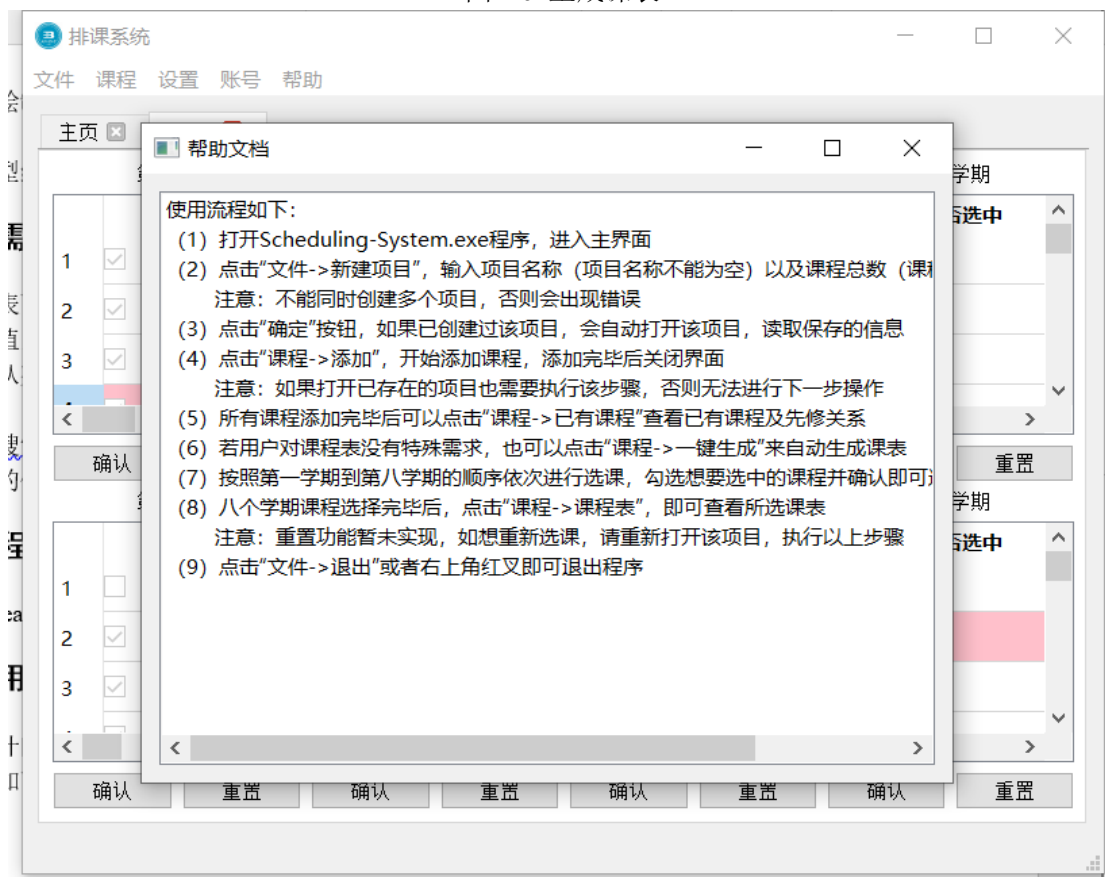 生成课表
排课系统
文件 课程 设置 账号 帮助
主页
帮助文档
学期
选中
1
2
3
确认
重置
学期
选中
1
2
3
使用流程如下:
(1) 打开Scheduling-System.exe程序,进入主界面
(2) 点击“文件->新建项目”,输入项目名称(项目名称不能为空)以及课程总数(课
注意:不能同时创建多个项目,否则会出现错误
(3) 点击“确定”按钮,如果已创建过该项目,会自动打开该项目,读取保存的信息
(4) 点击“课程->添加”,开始添加课程,添加完毕后关闭界面
注意:如果打开已存在的项目也需要执行该步骤,否则无法进行下一步操作
(5) 所有课程添加完毕后可以点击“课程->已有课程”查看已有课程及先修关系
(6) 若用户对课程表没有特殊需求,也可以点击“课程->一键生成”来自动生成课表
(7) 按照第一学期到第八学期的顺序依次进行选课,勾选想要选中的课程并确认即可
(8) 八个学期课程选择完毕后,点击“课程->课程表”,即可查看所选课表
注意:重置功能暂未实现,如想重新选课,请重新打开该项目,执行以上步骤
(9) 点击“文件->退出”或者右上角红叉即可退出程序
确认 重置 确认 重置 确认 重置 确认 重置